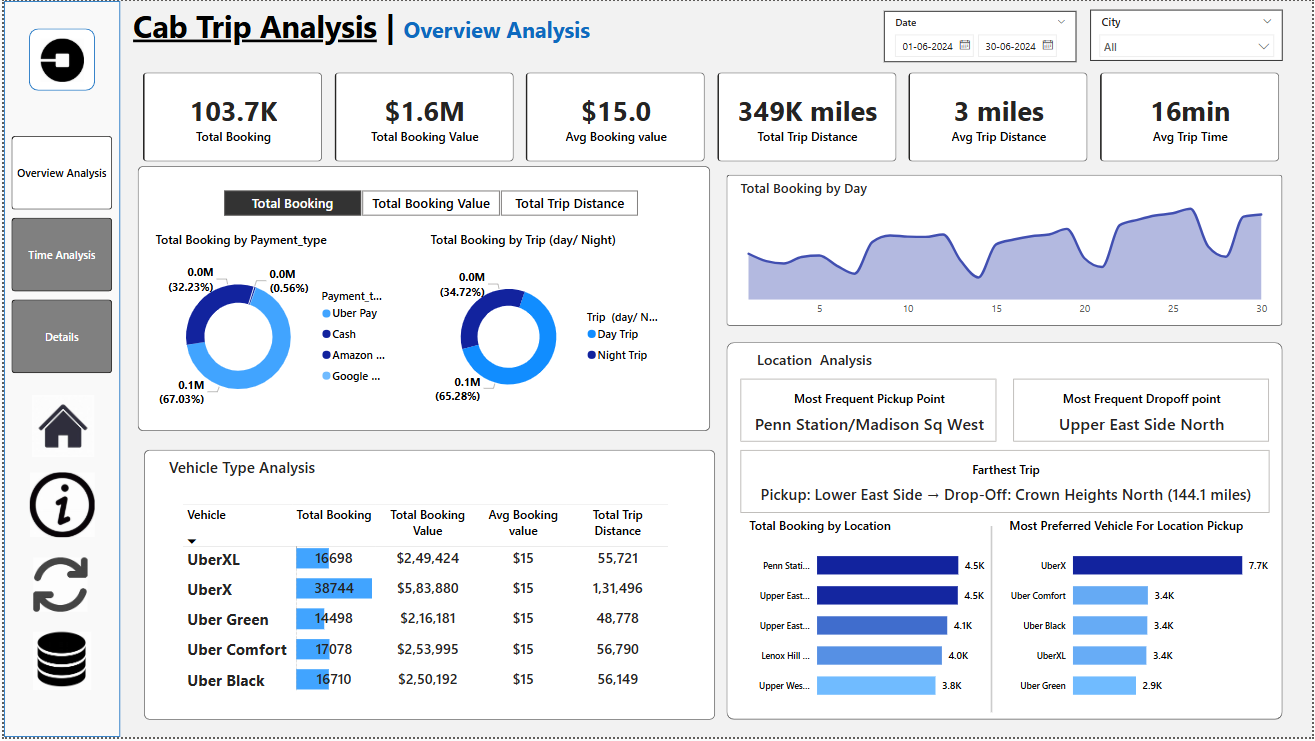 Cab Trip Analysis | Overview Analysis
Date
01-06-2024 30-06-2024
City
All
103.7K
Total Booking
$1.6M
Total Booking Value
$15.0
Avg Booking value
349K miles
Total Trip Distance
3 miles
Avg Trip Distance
16min
Avg Trip Time
Overview Analysis
Time Analysis
Details
Total Booking Total Booking Value Total Trip Distance
Total Booking by Payment_type
0.0M
(32.23%)
0.0M
(0.56%)
0.1M
(67.03%)
Payment_t...
Uber Pay
Cash
Amazon ...
Google ...
Total Booking by Trip (day/ Night)
0.0M
(34.72%)
0.1M
(65.28%)
Trip (day/ N...
Day Trip
Night Trip
Total Booking by Day
5 10 15 20 25 30
Vehicle Type Analysis
Vehicle Total Booking Total Booking Value Avg Booking value Total Trip Distance
UberXL 16698 $2,49,424 $15 55,721
UberX 38744 $5,83,880 $15 1,31,496
Uber Green 14498 $2,16,181 $15 48,778
Uber Comfort 17078 $2,53,995 $15 56,790
Uber Black 16710 $2,50,192 $15 56,149
Location Analysis
Most Frequent Pickup Point
Penn Station/Madison Sq West
Most Frequent Dropoff point
Upper East Side North
Farthest Trip
Pickup: Lower East Side → Drop-Off: Crown Heights North (144.1 miles)
Total Booking by Location
Penn Stati... 4.5K
Upper East... 4.5K
Upper East... 4.1K
Lenox Hill ... 4.0K
Upper Wes... 3.8K
Most Preferred Vehicle For Location Pickup
UberX 7.7K
Uber Comfort 3.4K
Uber Black 3.4K
UberXL 3.4K
Uber Green 2.9K